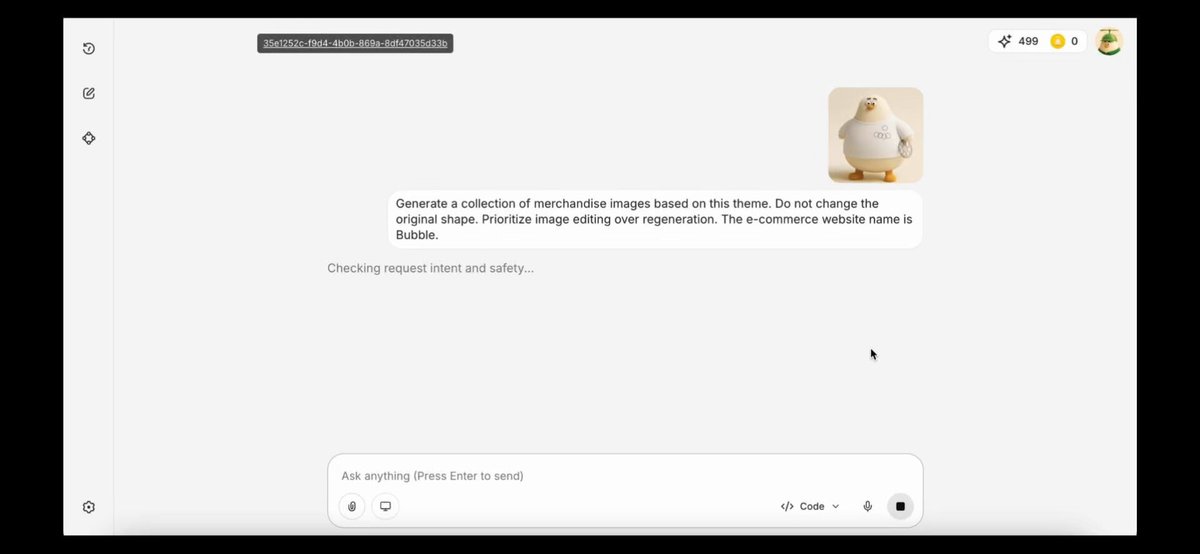 35e1252c-f9d4-4b0b-869a-8df47035d33b
499
0
Generate a collection of merchandise images based on this theme. Do not change the
original shape. Prioritize image editing over regeneration. The e-commerce website name is
Bubble.
Checking request intent and safety...
Ask anything (Press Enter to send)
</> Code